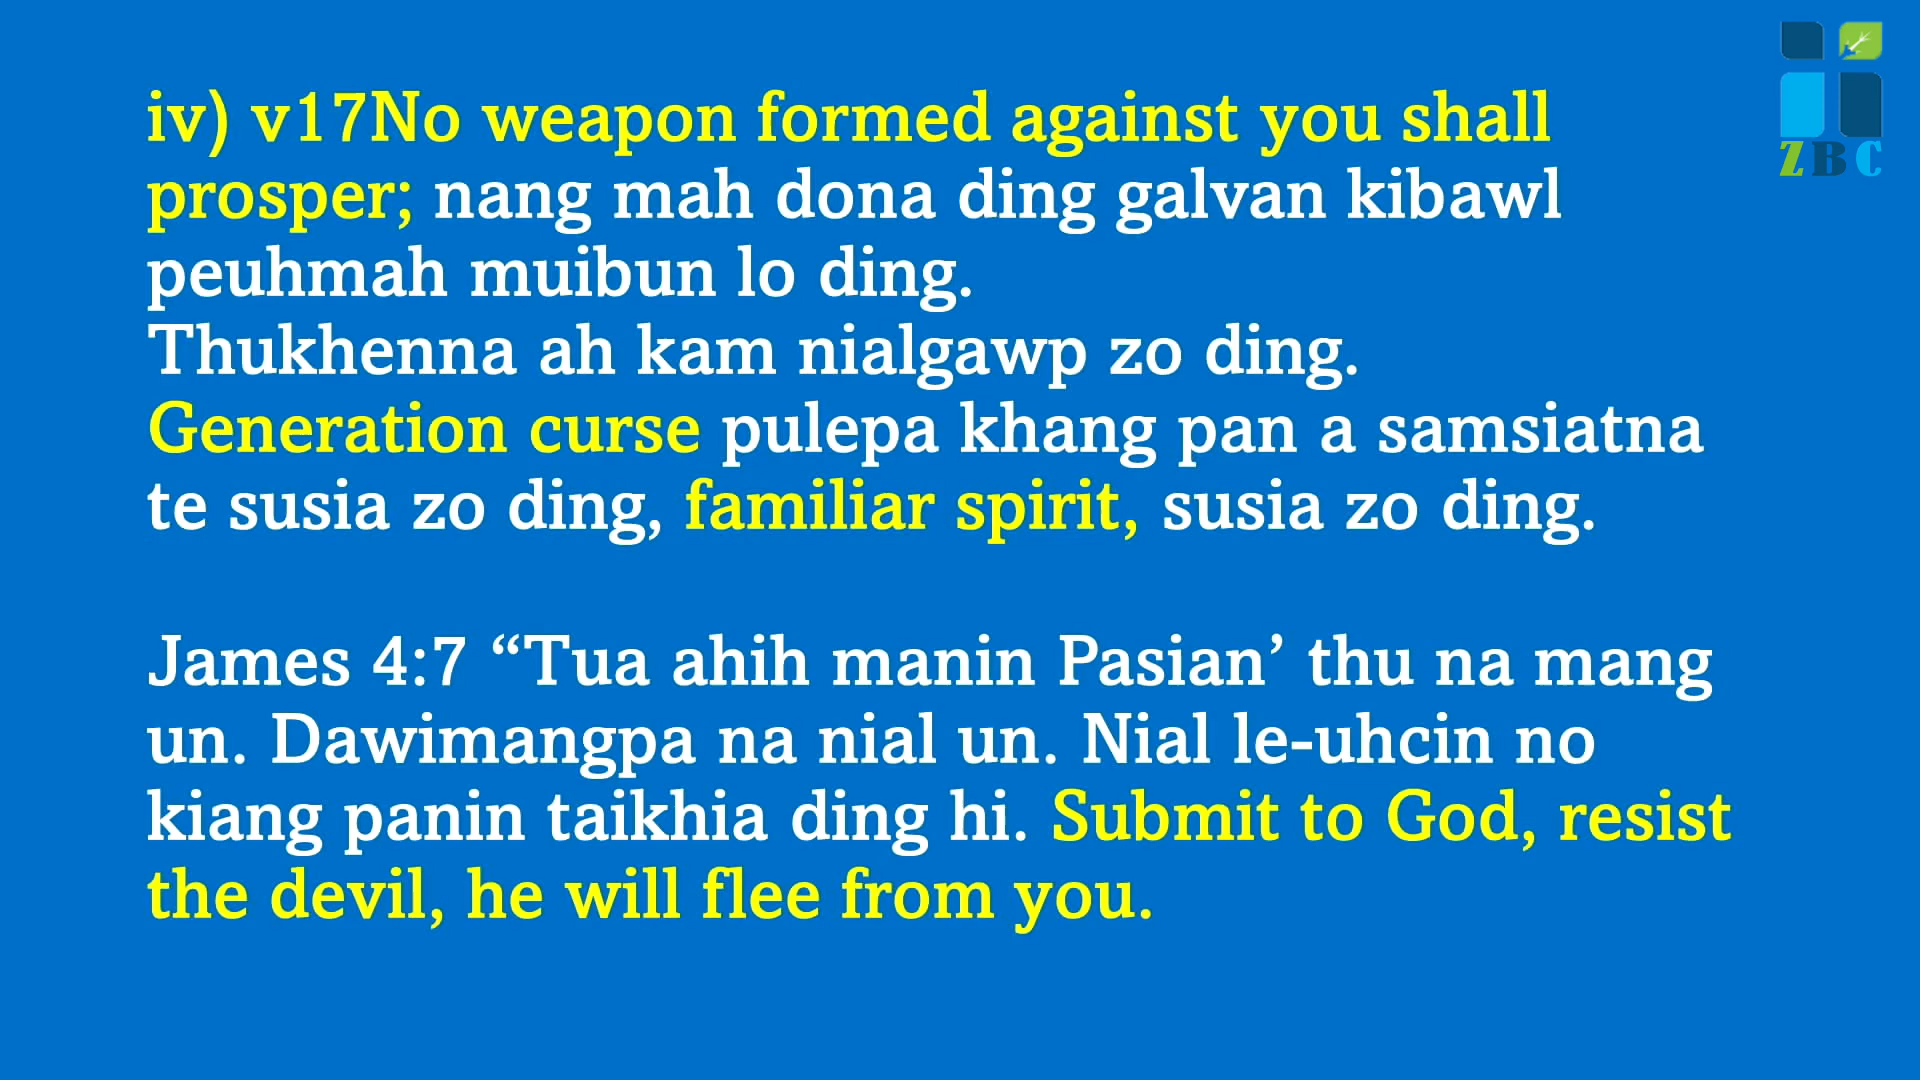 iv) v17No weapon formed against you shall
prosper; nang mah dona ding galvan kibawl
peuhmah muibun lo ding.
Thukhenna ah kam nialgawp zo ding.
Generation curse pulepa khang pan a samsiatna
te susia zo ding, familiar spirit, susia zo ding.
James 4:7 “Tua ahih manin Pasian’ thu na mang
un. Dawimangpa na nial un. Nial le-uhcin no
kiang panin taikhia ding hi. Submit to God, resist
the devil, he will flee from you.
ZBC